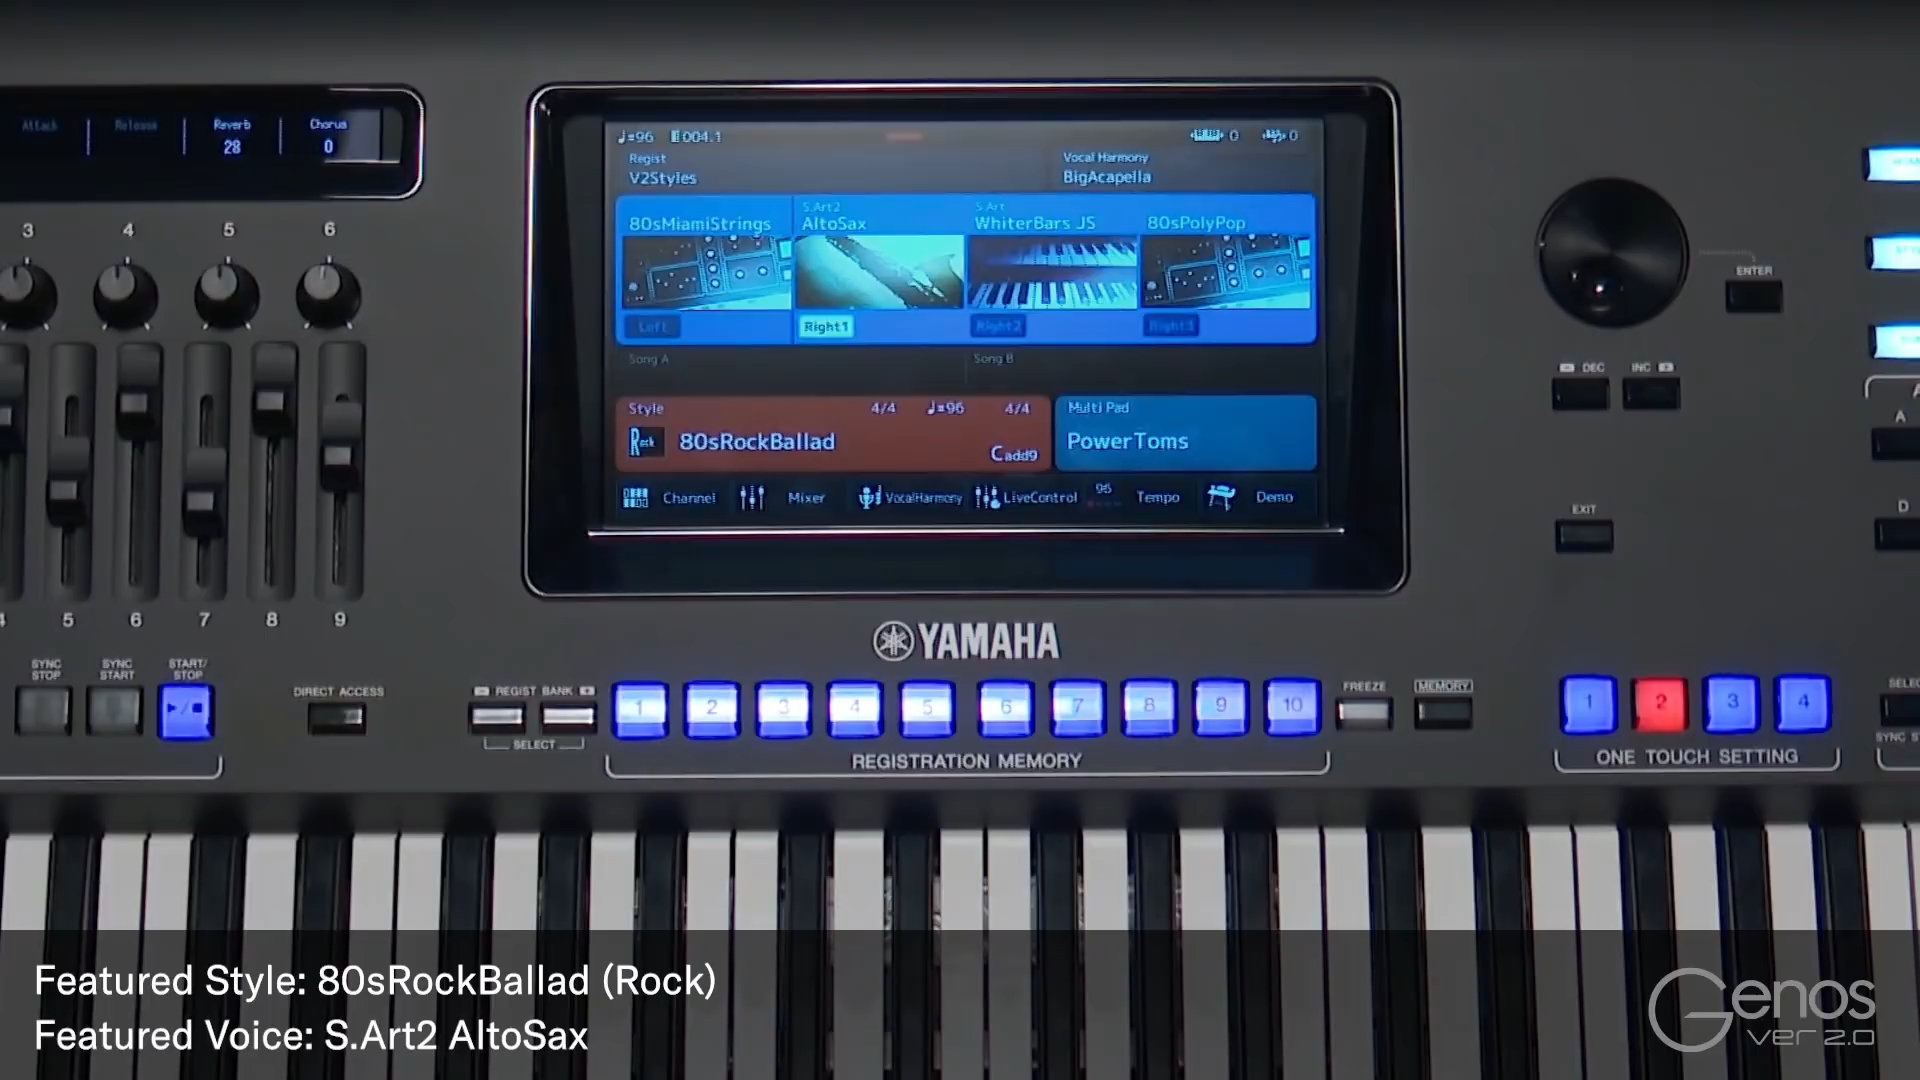 Attack Release Reverb Chorus
28 0
3 4 5 6
5 6 7 8 9
SYNC STOP
SYNC START
START/STOP
DIRECT ACCESS
♩=96 004.1 0 0
Regist
V2Styles
Vocal Harmony
BigAcapella
80sMiamiStrings
S.Art2
AltoSax
S.Art
WhiterBars JS
80sPolyPop
Left Right1 Right2 Right3
Song A Song B
Style 4/4 ♩=96 4/4
Rock 80sRockBallad
Cadd9
Multi Pad
PowerToms
Channel Mixer VocalHarmony LiveControl 96 Tempo Demo
YAMAHA
- REGIST BANK +
SELECT
1 2 3 4 5 6 7 8 9 10
REGISTRATION MEMORY
FREEZE
MEMORY
ENTER
- DEC INC +
EXIT
A
D
1 2 3 4
ONE TOUCH SETTING
Featured Style: 80sRockBallad (Rock)
Featured Voice: S.Art2 AltoSax
Genos
ver 2.0